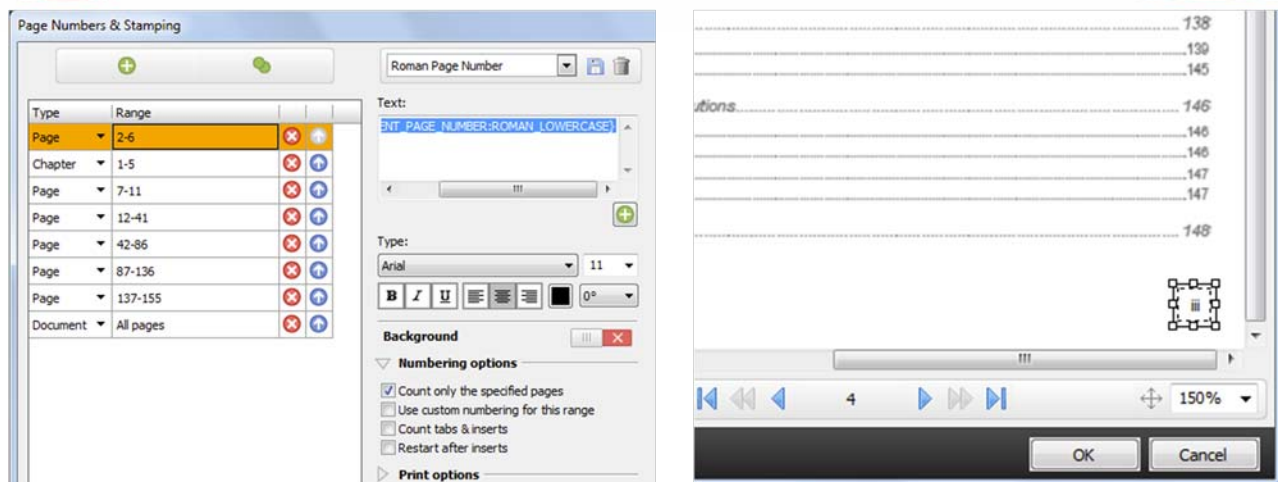 Page Numbers & Stamping
Roman Page Number
Text:
ENT_PAGE_NUMBER:ROMAN_LOWERCASE}
Type Range
Page 2-6
Chapter 1-5
Page 7-11
Page 12-41
Page 42-86
Page 87-136
Page 137-155
Document All pages
Type:
Arial 11
B I U 0°
Background
Numbering options
Count only the specified pages
Use custom numbering for this range
Count tabs & inserts
Restart after inserts
Print options
138
139
145
utions 146
146
146
147
147
148
iii
4 150%
OK Cancel